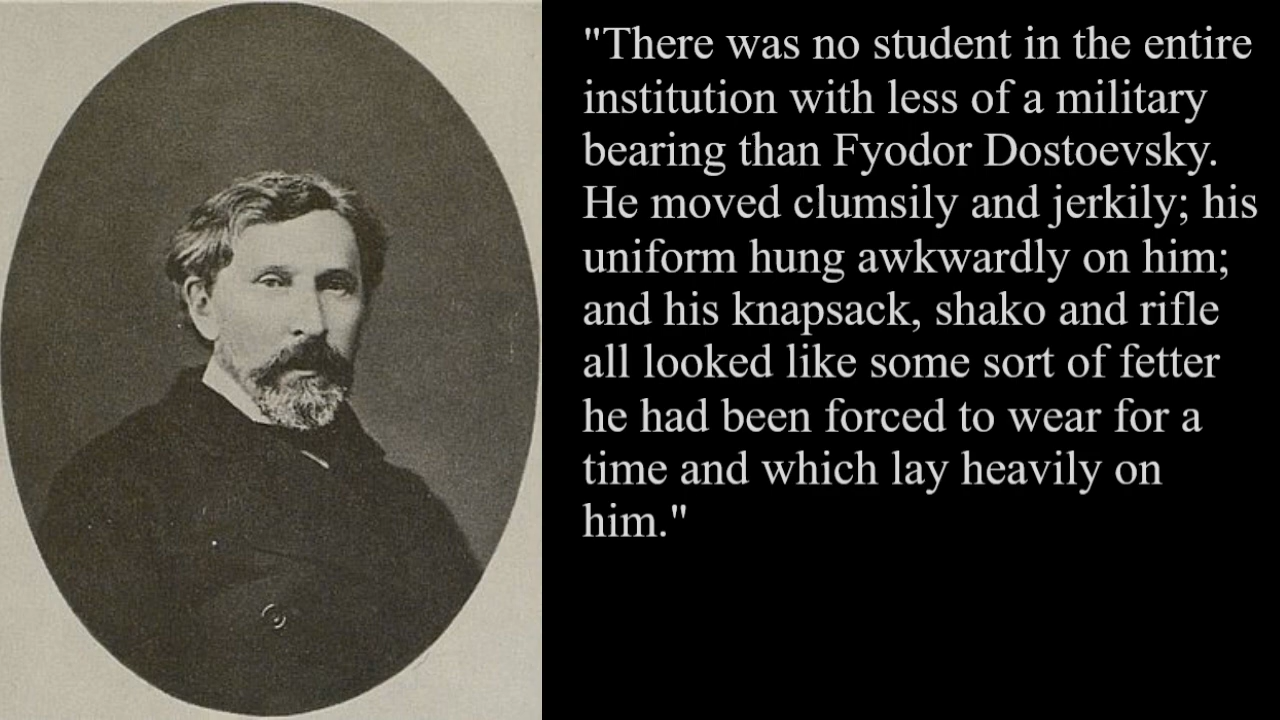 "There was no student in the entire
institution with less of a military
bearing than Fyodor Dostoevsky.
He moved clumsily and jerkily; his
uniform hung awkwardly on him;
and his knapsack, shako and rifle
all looked like some sort of fetter
he had been forced to wear for a
time and which lay heavily on
him."